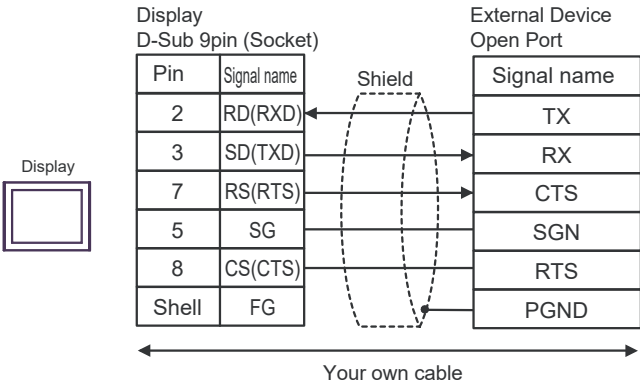 Display
D-Sub 9pin (Socket)
External Device
Open Port
Pin Signal name Shield Signal name
2 RD(RXD) TX
3 SD(TXD) RX
Display
7 RS(RTS) CTS
5 SG SGN
8 CS(CTS) RTS
Shell FG PGND
Your own cable